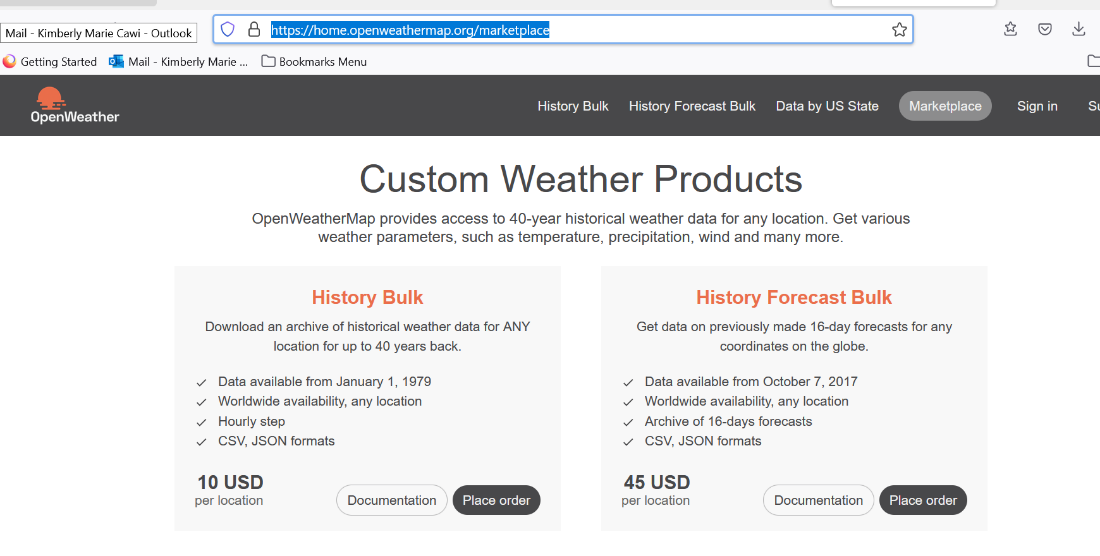 Mail - Kimberly Marie Cawi - Outlook
https://home.openweathermap.org/marketplace
Getting Started
Mail - Kimberly Marie ...
Bookmarks Menu
OpenWeather
History Bulk
History Forecast Bulk
Data by US State
Marketplace
Sign in
Custom Weather Products
OpenWeatherMap provides access to 40-year historical weather data for any location. Get various
weather parameters, such as temperature, precipitation, wind and many more.
History Bulk
Download an archive of historical weather data for ANY
location for up to 40 years back.
Data available from January 1, 1979
Worldwide availability, any location
Hourly step
CSV, JSON formats
10 USD
per location
Documentation
Place order
History Forecast Bulk
Get data on previously made 16-day forecasts for any
coordinates on the globe.
Data available from October 7, 2017
Worldwide availability, any location
Archive of 16-days forecasts
CSV, JSON formats
45 USD
per location
Documentation
Place order